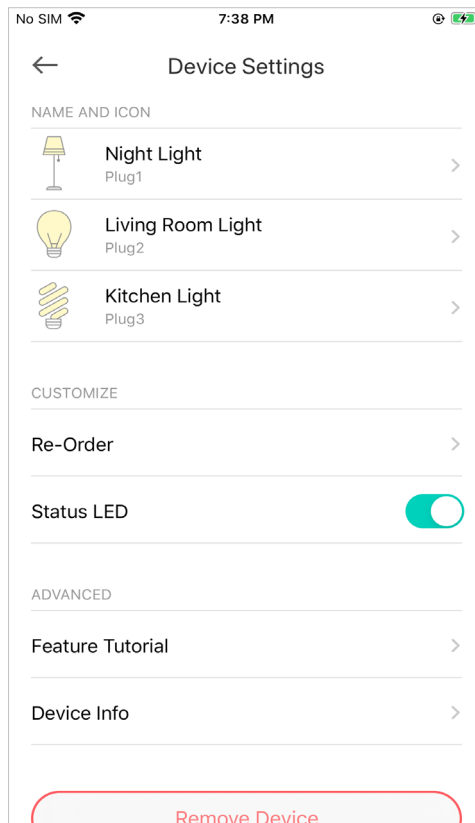 No SIM 7:38 PM
Device Settings
NAME AND ICON
Night Light
Plug1
Living Room Light
Plug2
Kitchen Light
Plug3
CUSTOMIZE
Re-Order
Status LED
ADVANCED
Feature Tutorial
Device Info
Remove Device